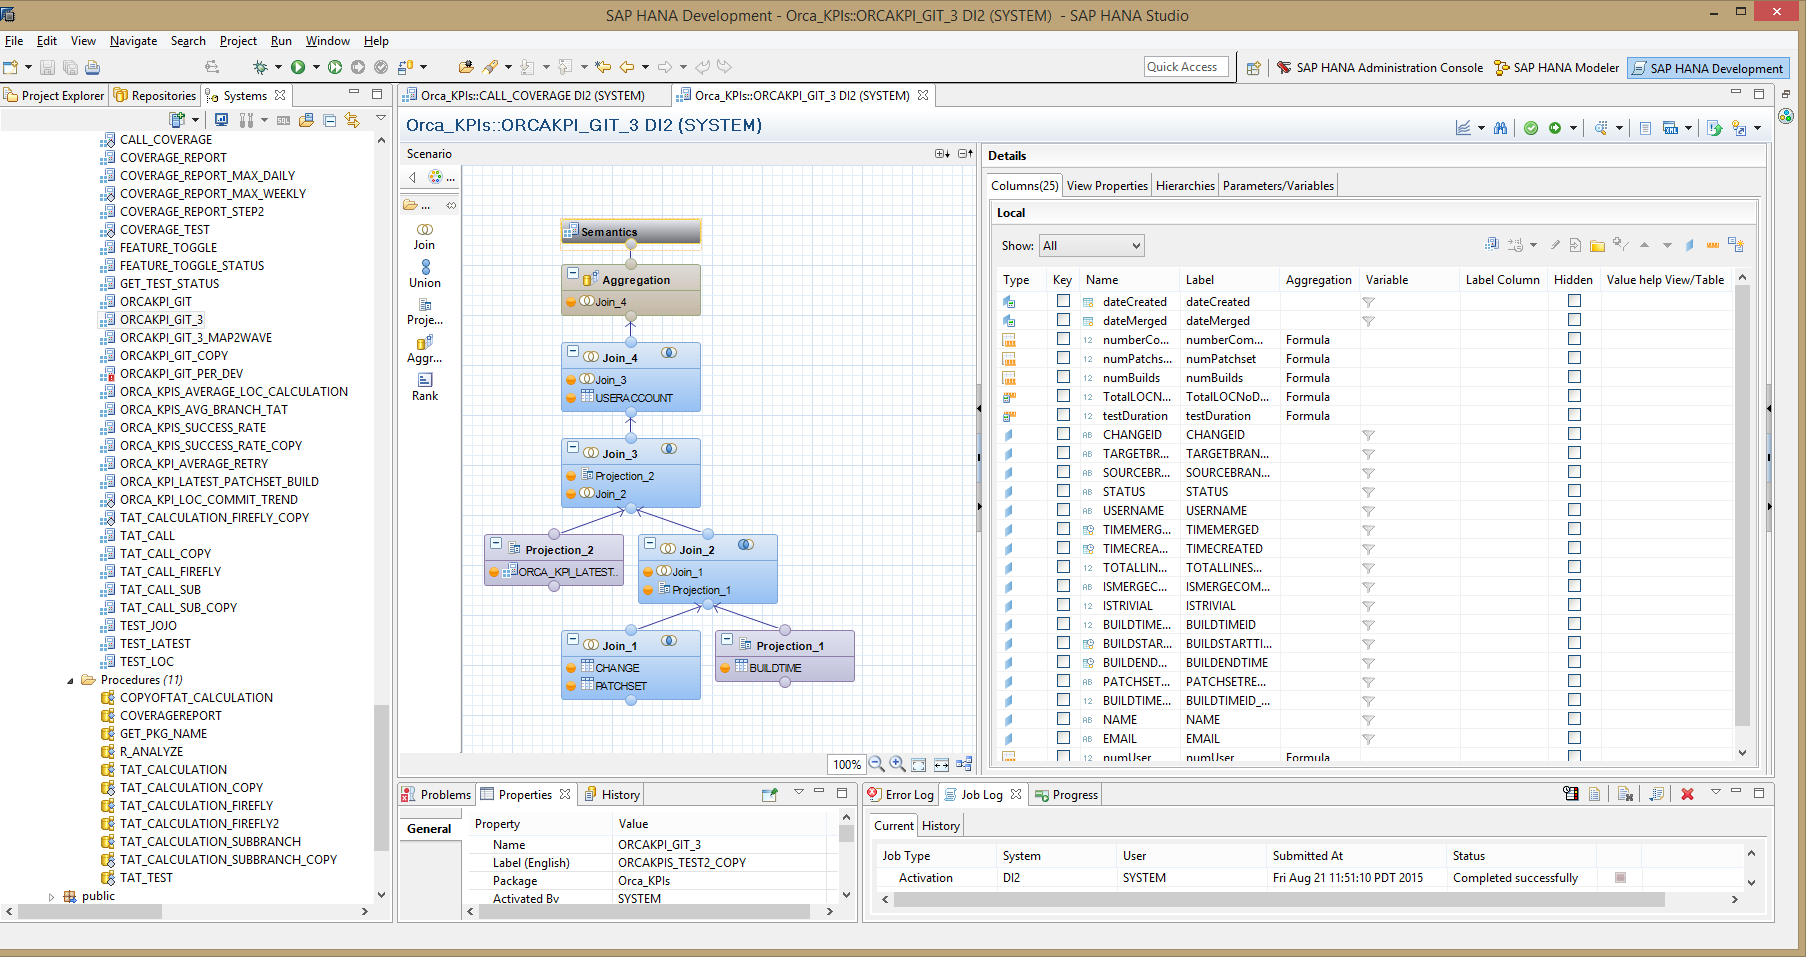 SAP HANA Development - Orca_KPIs::ORCAKPI_GIT_3 DI2 (SYSTEM) - SAP HANA Studio
File Edit View Navigate Search Project Run Window Help
Quick Access
SAP HANA Administration Console SAP HANA Modeler SAP HANA Development
Project Explorer Repositories Systems
CALL_COVERAGE
COVERAGE_REPORT
COVERAGE_REPORT_MAX_DAILY
COVERAGE_REPORT_MAX_WEEKLY
COVERAGE_REPORT_STEP2
COVERAGE_TEST
FEATURE_TOGGLE
FEATURE_TOGGLE_STATUS
GET_TEST_STATUS
ORCAKPI_GIT
ORCAKPI_GIT_3
ORCAKPI_GIT_3_MAP2WAVE
ORCAKPI_GIT_COPY
ORCAKPI_GIT_PER_DEV
ORCA_KPIS_AVERAGE_LOC_CALCULATION
ORCA_KPIS_AVG_BRANCH_TAT
ORCA_KPIS_SUCCESS_RATE
ORCA_KPIS_SUCCESS_RATE_COPY
ORCA_KPI_AVERAGE_RETRY
ORCA_KPI_LATEST_PATCHSET_BUILD
ORCA_KPI_LOC_COMMIT_TREND
TAT_CALCULATION_FIREFLY_COPY
TAT_CALL
TAT_CALL_COPY
TAT_CALL_FIREFLY
TAT_CALL_SUB
TAT_CALL_SUB_COPY
TEST_JOJO
TEST_LATEST
TEST_LOC
Procedures (11)
COPYOFTAT_CALCULATION
COVERAGEREPORT
GET_PKG_NAME
R_ANALYZE
TAT_CALCULATION
TAT_CALCULATION_COPY
TAT_CALCULATION_FIREFLY
TAT_CALCULATION_FIREFLY2
TAT_CALCULATION_SUBBRANCH
TAT_CALCULATION_SUBBRANCH_COPY
TAT_TEST
public
Orca_KPIs::CALL_COVERAGE DI2 (SYSTEM) Orca_KPIs::ORCAKPI_GIT_3 DI2 (SYSTEM)
Orca_KPIs::ORCAKPI_GIT_3 DI2 (SYSTEM)
Scenario
...
...
Join
Union
Proje...
Aggr...
Rank
Semantics
Aggregation
Join_4
Join_4
Join_3
USERACCOUNT
Join_3
Projection_2
Join_2
Projection_2
ORCA_KPI_LATEST..
Join_2
Join_1
Projection_1
Join_1
CHANGE
PATCHSET
Projection_1
BUILDTIME
100%
Details
Columns(25) View Properties Hierarchies Parameters/Variables
Local
Show: All
Type Key Name Label Aggregation Variable Label Column Hidden Value help View/Table
dateCreated dateCreated
dateMerged dateMerged
12 numberCo... numberCom... Formula
12 numPatchs... numPatchset Formula
12 numBuilds numBuilds Formula
12 TotalLOCN... TotalLOCNoD... Formula
12 testDuration testDuration Formula
AB CHANGEID CHANGEID
AB TARGETBR... TARGETBRAN...
AB SOURCEBR... SOURCEBRAN...
AB STATUS STATUS
AB USERNAME USERNAME
TIMEMERG... TIMEMERGED
TIMECREA... TIMECREATED
12 TOTALLIN... TOTALLINES...
AB ISMERGEC... ISMERGECOM...
12 ISTRIVIAL ISTRIVIAL
12 BUILDTIME... BUILDTIMEID
BUILDSTAR... BUILDSTARTTI...
BUILDEND... BUILDENDTIME
AB PATCHSET... PATCHSETRE...
12 BUILDTIME... BUILDTIMEID_...
AB NAME NAME
AB EMAIL EMAIL
12 numUser numUser Formula
Problems Properties History
General
Property Value
Name ORCAKPI_GIT_3
Label (English) ORCAKPIS_TEST2_COPY
Package Orca_KPIs
Activated By SYSTEM
Error Log Job Log Progress
Current History
Job Type System User Submitted At Status
Activation DI2 SYSTEM Fri Aug 21 11:51:10 PDT 2015 Completed successfully